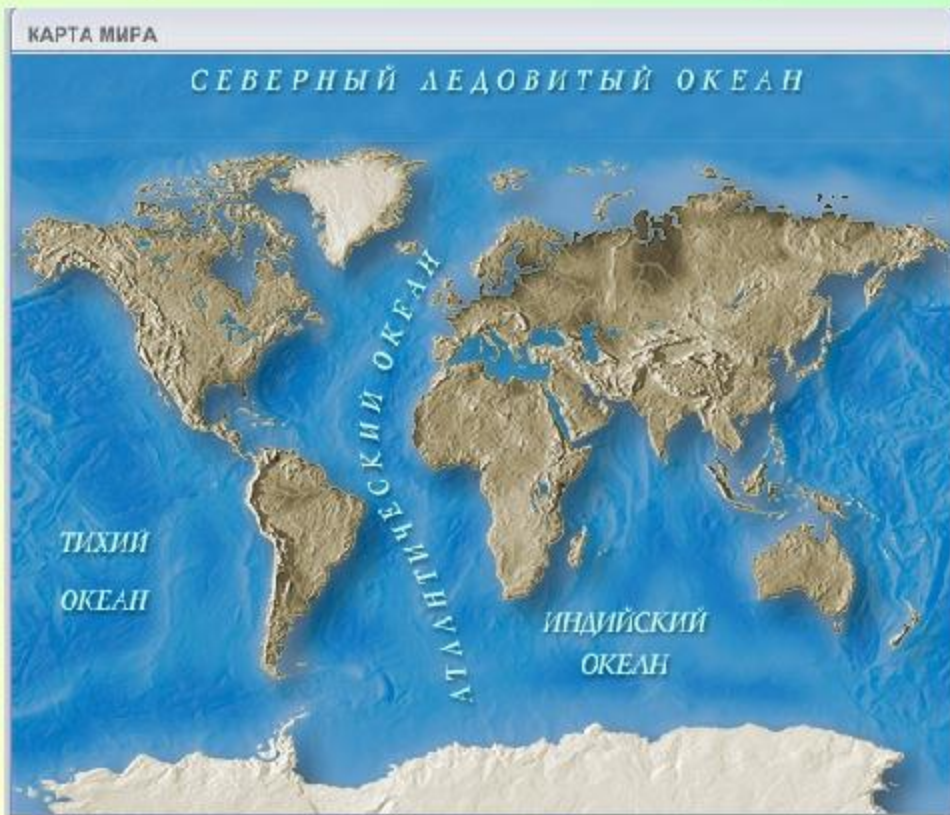 КАРТА МИРА
СЕВЕРНЫЙ ЛЕДОВИТЫЙ ОКЕАН
АТЛАНТИЧЕСКИЙ ОКЕАН
ТИХИЙ
ОКЕАН
ИНДИЙСКИЙ
ОКЕАН